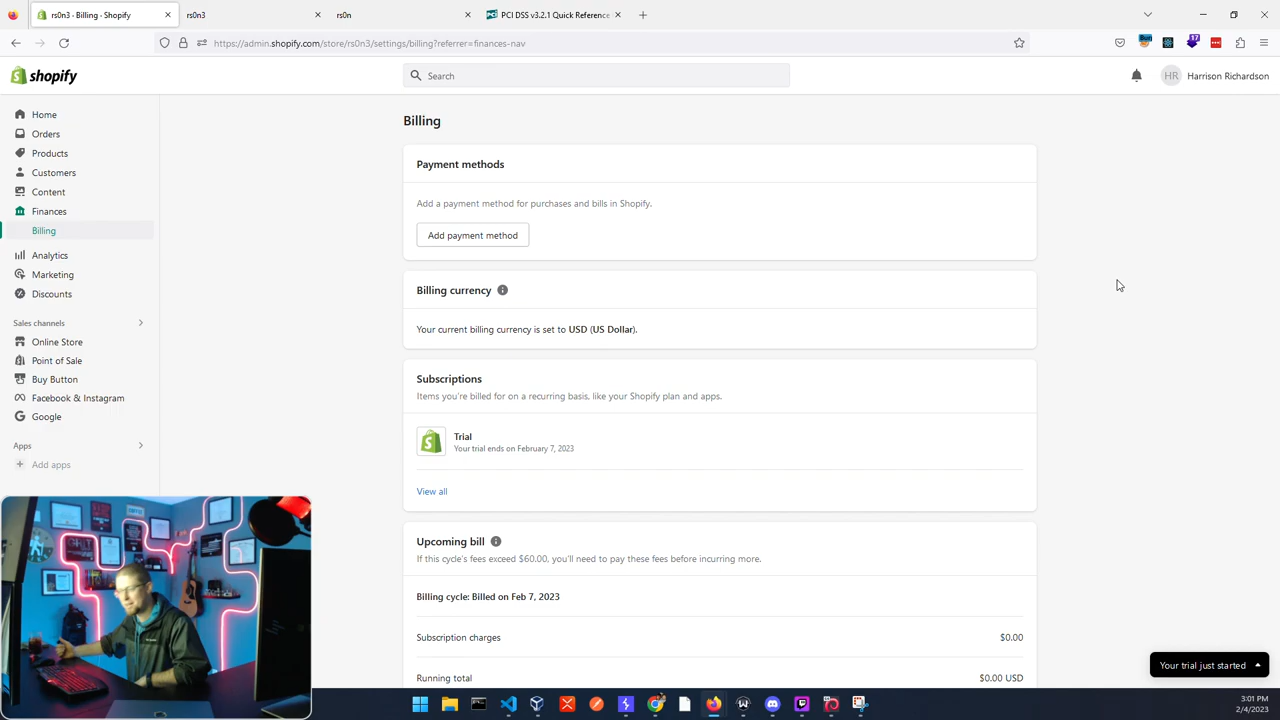 rs0n3 - Billing - Shopify
rs0n3
rs0n
PCI DSS v3.2.1 Quick Reference
https://admin.shopify.com/store/rs0n3/settings/billing?
shopify
Search
HR
Harrison Richardson
Home
Orders
Products
Customers
Content
Finances
Billing
Analytics
Marketing
Discounts
Sales channels
Online Store
Point of Sale
Buy Button
Facebook & Instagram
Google
Apps
Add apps
Billing
Payment methods
Add a payment method for purchases and bills in Shopify.
Add payment method
Billing currency
Your current billing currency is set to USD (US Dollar).
Subscriptions
Items you're billed for on a recurring basis, like your Shopify plan and apps.
Trial
Your trial ends on February 7, 2023
View all
Upcoming bill
If this cycle's fees exceed $60.00, you'll need to pay these fees before incurring more.
Billing cycle: Billed on Feb 7, 2023
Subscription charges
$0.00
Running total
$0.00 USD
Your trial just started
3:01 PM
2/4/2023